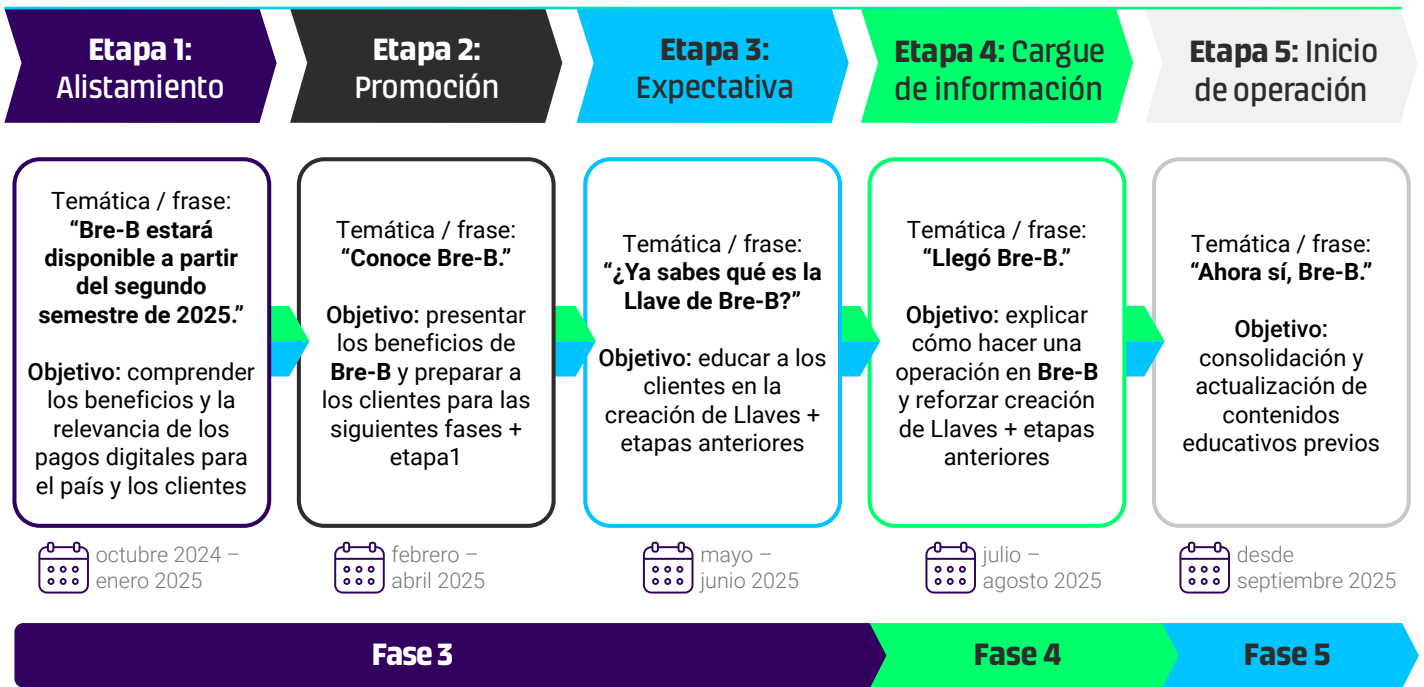 Etapa 1:
Alistamiento
Etapa 2:
Promoción
Etapa 3:
Expectativa
Etapa 4: Cargue
de información
Etapa 5: Inicio
de operación
Temática / frase:
“Bre-B estará
disponible a partir
del segundo
semestre de 2025.”
Objetivo: comprender
los beneficios y la
relevancia de los
pagos digitales para
el país y los clientes
Temática / frase:
“Conoce Bre-B.”
Objetivo: presentar
los beneficios de
Bre-B y preparar a
los clientes para las
siguientes fases +
etapa1
Temática / frase:
“¿Ya sabes qué es la
Llave de Bre-B?”
Objetivo: educar a los
clientes en la
creación de Llaves +
etapas anteriores
Temática / frase:
“Llegó Bre-B.”
Objetivo: explicar
cómo hacer una
operación en Bre-B
y reforzar creación
de Llaves + etapas
anteriores
Temática / frase:
“Ahora sí, Bre-B.”
Objetivo:
consolidación y
actualización de
contenidos
educativos previos
octubre 2024 –
enero 2025
febrero –
abril 2025
mayo –
junio 2025
julio –
agosto 2025
desde
septiembre 2025
Fase 3
Fase 4
Fase 5